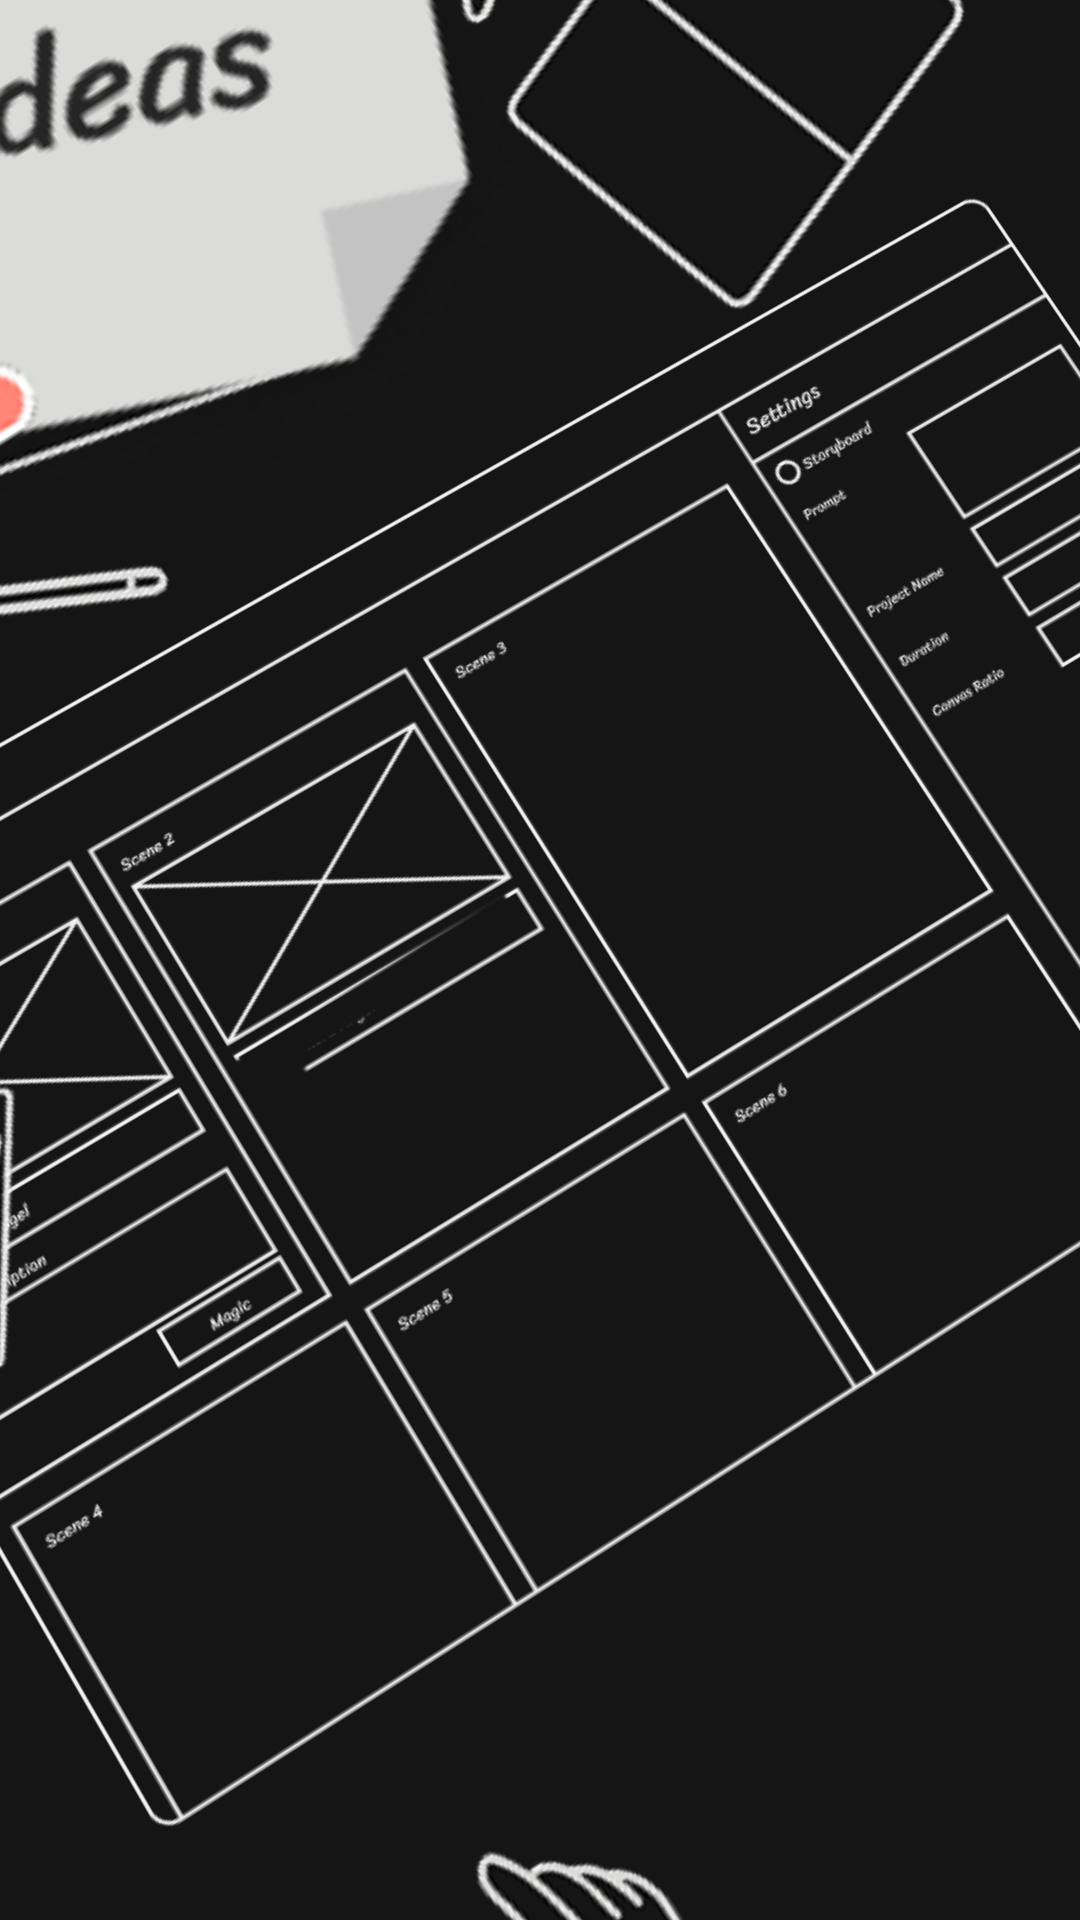 deas
Settings
Storyboard
Prompt
Project Name
Duration
Canvas Ratio
Scene 3
Scene 2
gel
iption
Magic
Scene 6
Scene 5
Scene 4